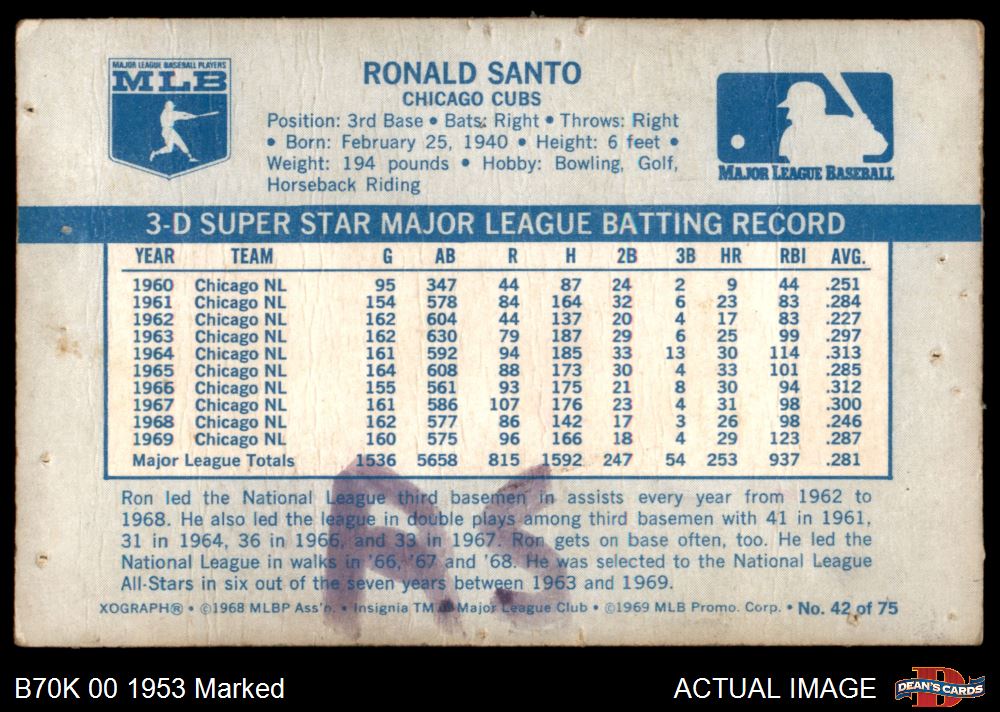 MAJOR LEAGUE BASEBALL PLAYERS
MLB
RONALD SANTO
CHICAGO CUBS
Position: 3rd Base • Bats: Right • Throws: Right
• Born: February 25, 1940 • Height: 6 feet •
Weight: 194 pounds • Hobby: Bowling, Golf,
Horseback Riding
MAJOR LEAGUE BASEBALL
3-D SUPER STAR MAJOR LEAGUE BATTING RECORD
YEAR TEAM G AB R H 2B 3B HR RBI AVG.
1960 Chicago NL 95 347 44 87 24 2 9 44 .251
1961 Chicago NL 154 578 84 164 32 6 23 83 .284
1962 Chicago NL 162 604 44 137 20 4 17 83 .227
1963 Chicago NL 162 630 79 187 29 6 25 99 .297
1964 Chicago NL 161 592 94 185 33 13 30 114 .313
1965 Chicago NL 164 608 88 173 30 4 33 101 .285
1966 Chicago NL 155 561 93 175 21 8 30 94 .312
1967 Chicago NL 161 586 107 176 23 4 31 98 .300
1968 Chicago NL 162 577 86 142 17 3 26 98 .246
1969 Chicago NL 160 575 96 166 18 4 29 123 .287
Major League Totals 1536 5658 815 1592 247 54 253 937 .281
Ron led the National League third basemen in assists every year from 1962 to
1968. He also led the league in double plays among third basemen with 41 in 1961,
31 in 1964, 36 in 1966, and 33 in 1967. Ron gets on base often, too. He led the
National League in walks in '66, '67 and '68. He was selected to the National League
All-Stars in six out of the seven years between 1963 and 1969.
AS
XOGRAPH® • ©1968 MLBP Ass'n. • Insignia TM of Major League Club • ©1969 MLB Promo. Corp. • No. 42 of 75
B70K 00 1953 Marked
ACTUAL IMAGE
D
DEAN'S CARDS